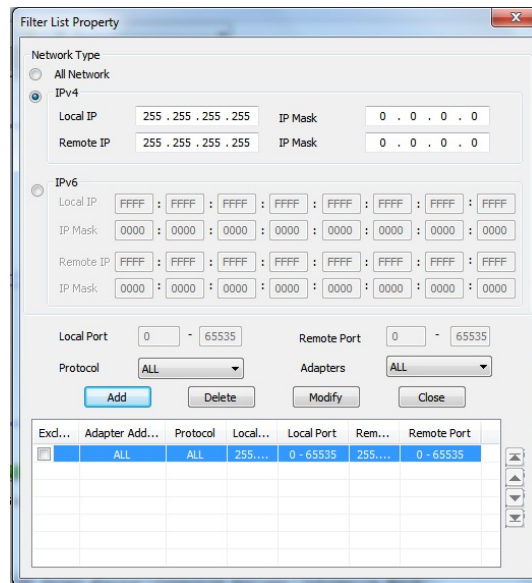 Filter List Property
Network Type
All Network
IPv4
Local IP 255 . 255 . 255 . 255 IP Mask 0 . 0 . 0 . 0
Remote IP 255 . 255 . 255 . 255 IP Mask 0 . 0 . 0 . 0
IPv6
Local IP FFFF : FFFF : FFFF : FFFF : FFFF : FFFF : FFFF : FFFF
IP Mask 0000 : 0000 : 0000 : 0000 : 0000 : 0000 : 0000 : 0000
Remote IP FFFF : FFFF : FFFF : FFFF : FFFF : FFFF : FFFF : FFFF
IP Mask 0000 : 0000 : 0000 : 0000 : 0000 : 0000 : 0000 : 0000
Local Port 0 - 65535 Remote Port 0 - 65535
Protocol ALL Adapters ALL
Add Delete Modify Close
Excl... Adapter Add... Protocol Local... Local Port Rem... Remote Port
ALL ALL 255.... 0 - 65535 255.... 0 - 65535